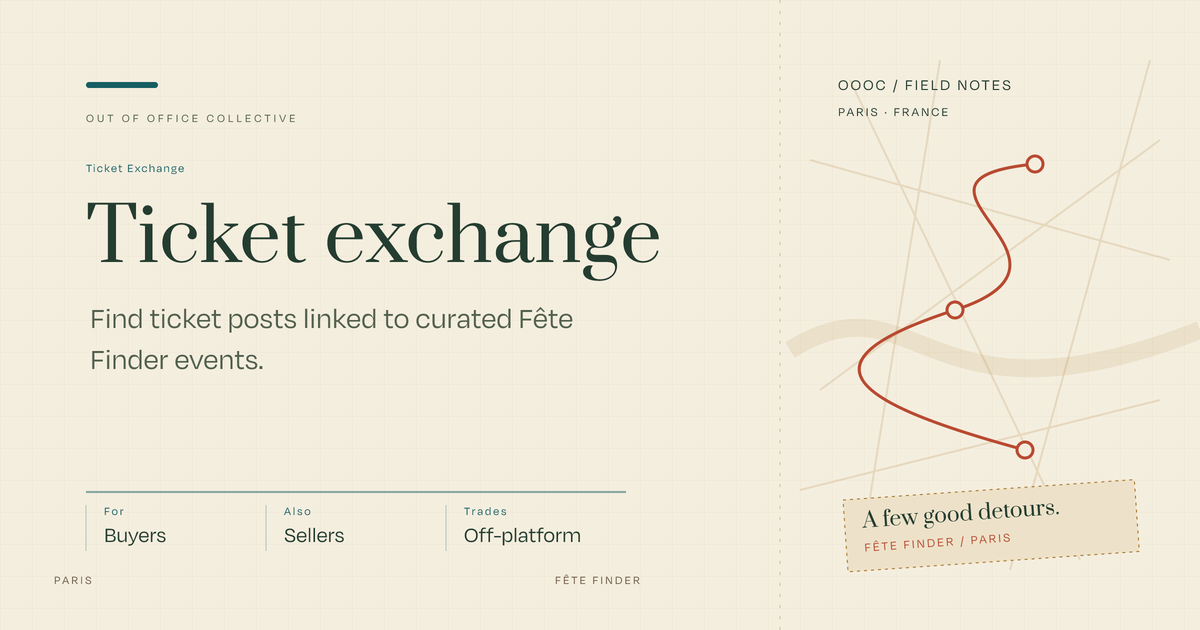 OUT OF OFFICE COLLECTIVE
Ticket Exchange
Ticket exchange
Find ticket posts linked to curated Fête
Finder events.
For
Buyers
Also
Sellers
Trades
Off-platform
PARIS
FÊTE FINDER
OOOC / FIELD NOTES
PARIS · FRANCE
A few good detours.
FÊTE FINDER / PARIS